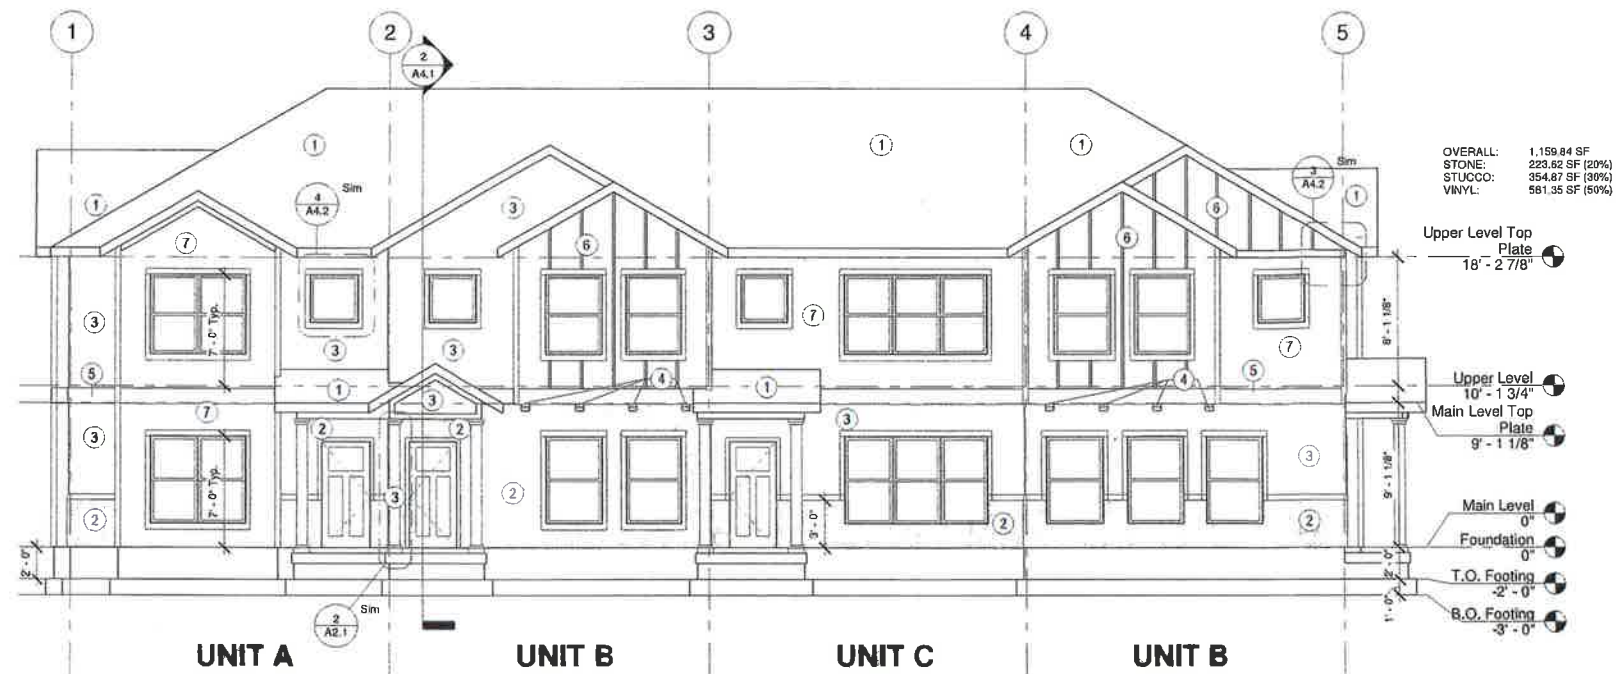 1
2
3
4
5
2
A4.1
1
1
1
OVERALL: 1,159.84 SF
STONE: 223.62 SF (20%)
STUCCO: 354.87 SF (30%)
VINYL: 581.35 SF (50%)
Sim
3
A4.2
Sim
4
A4.2
1
3
6
1
7
6
6
Upper Level Top
Plate
18' - 2 7/8"
3
7' - 0" Typ.
3
3
7
7
8' - 1 1/8"
5
1
4
1
4
5
Upper Level
10' - 1 3/4"
7
3
Main Level Top
Plate
9' - 1 1/8"
2
2
3
3
7' - 0" Typ.
3
9' - 1 1/8"
2
3
2
3' - 0"
2
2
Main Level
0"
Foundation
0"
2' - 0"
2' - 0"
T.O. Footing
-2' - 0"
1' - 0"
B.O. Footing
-3' - 0"
2
A2.1
Sim
UNIT A
UNIT B
UNIT C
UNIT B